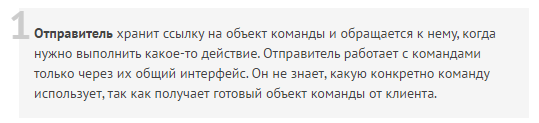 1
Отправитель хранит ссылку на объект команды и обращается к нему, когда
нужно выполнить какое-то действие. Отправитель работает с командами
только через их общий интерфейс. Он не знает, какую конкретно команду
использует, так как получает готовый объект команды от клиента.